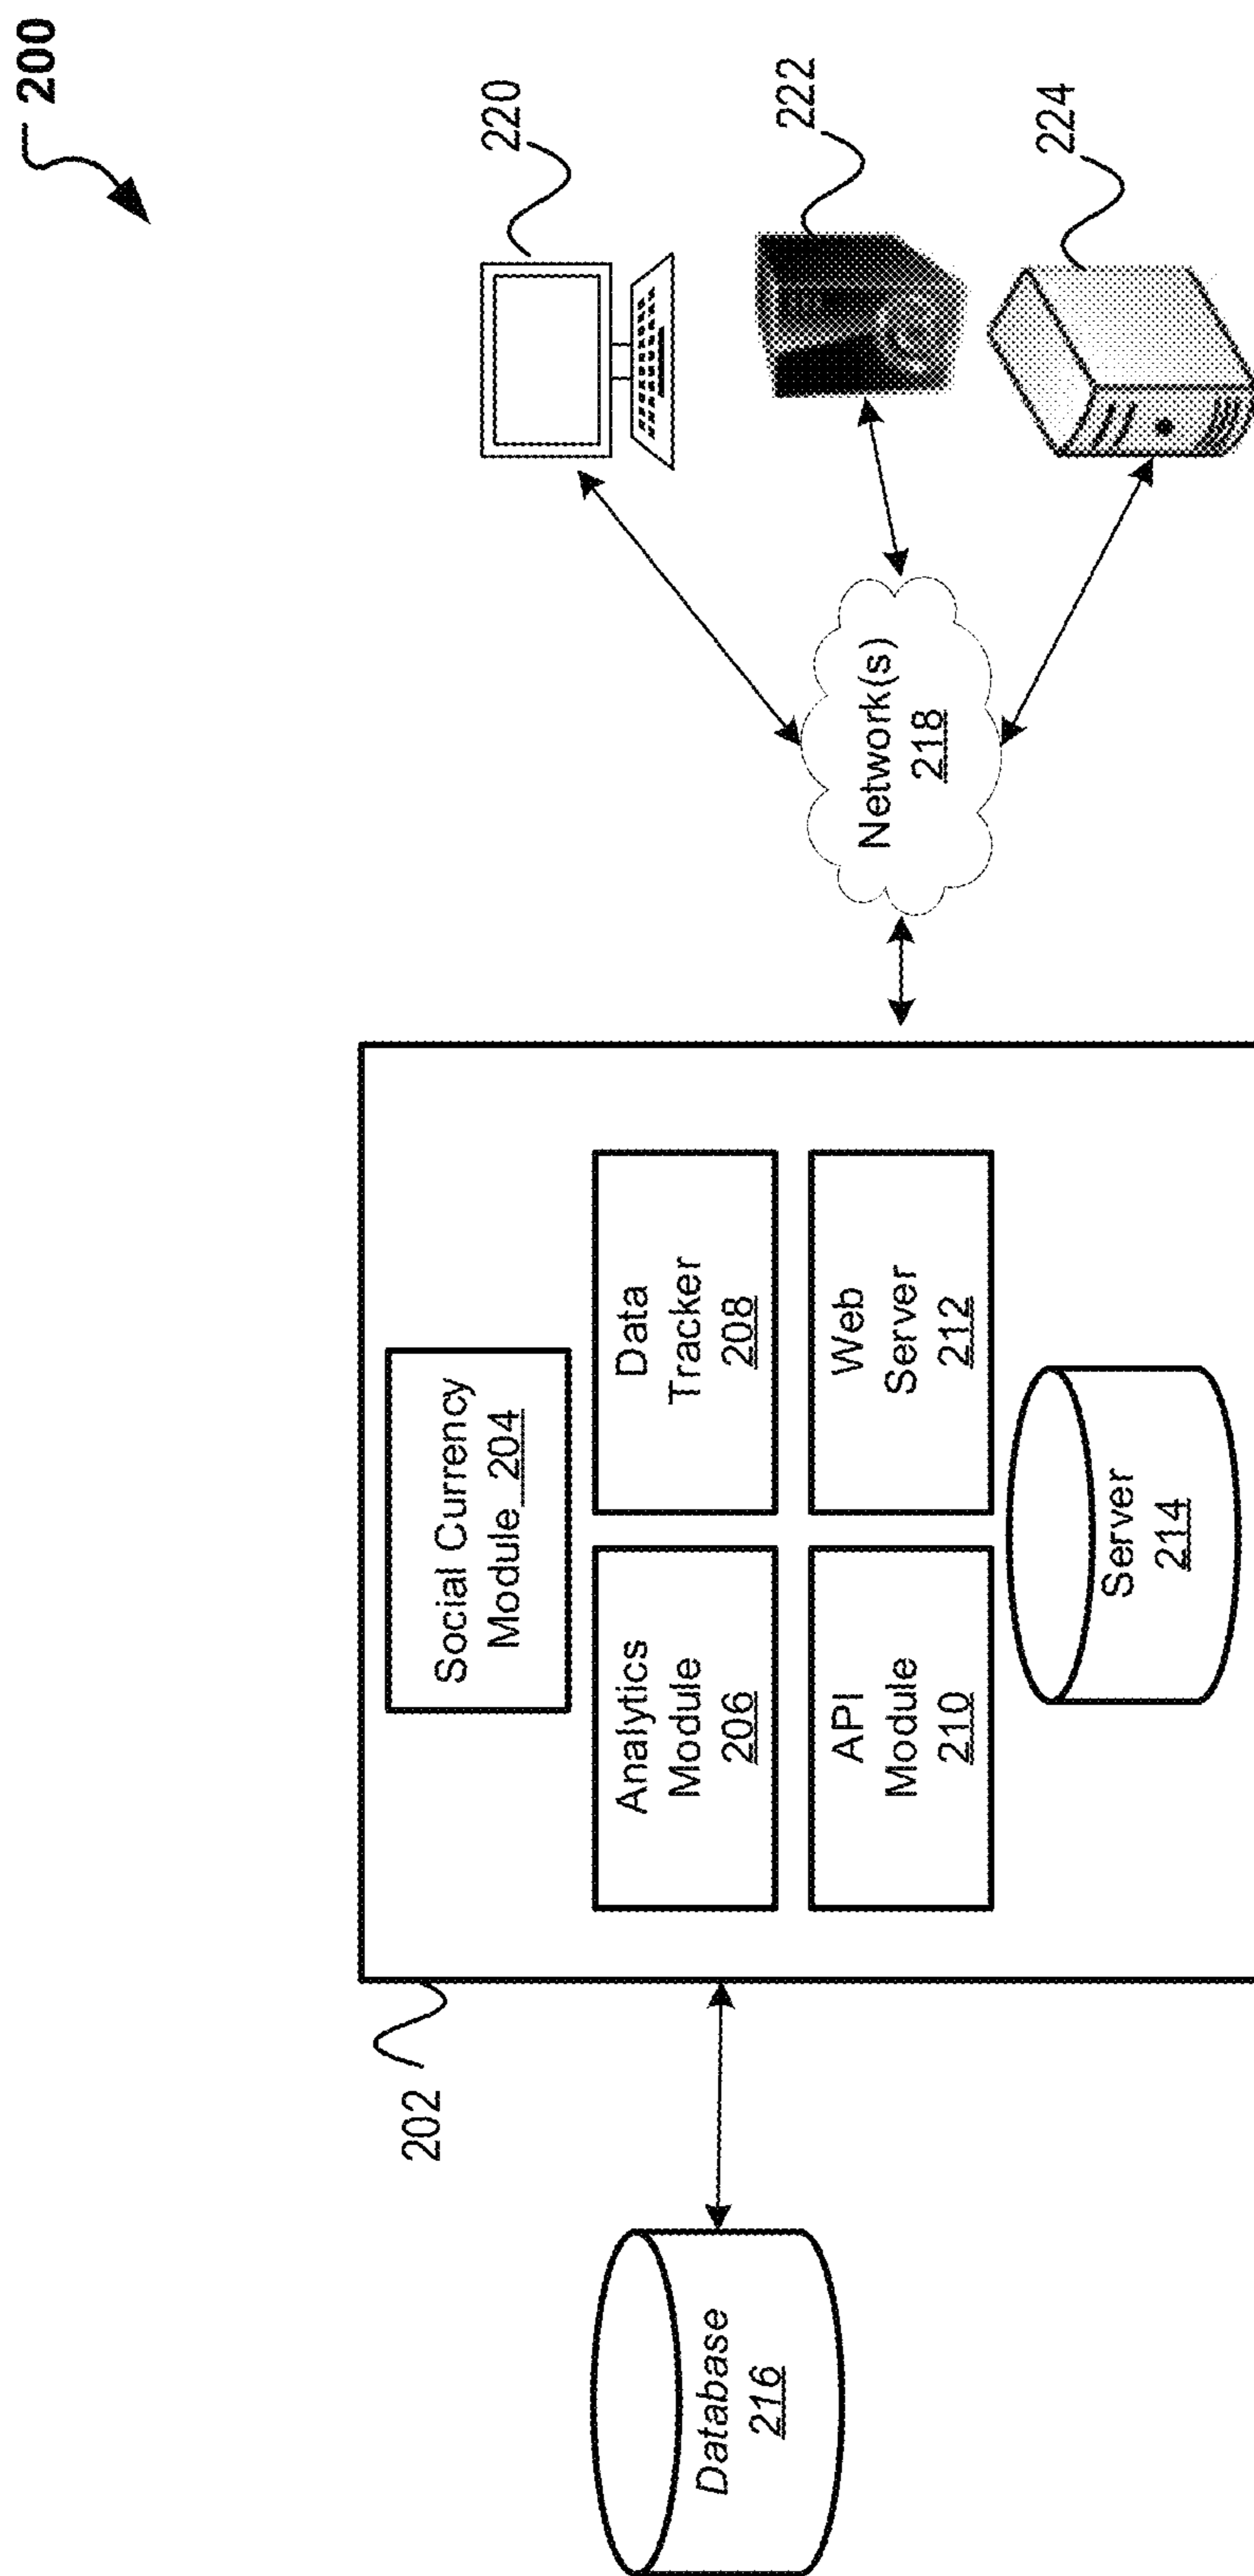 200
220
222
224
Network(s)
218
202
Social Currency
Module 204
Analytics
Module
206
Data
Tracker
208
API
Module
210
Web
Server
212
Server
214
Database
216